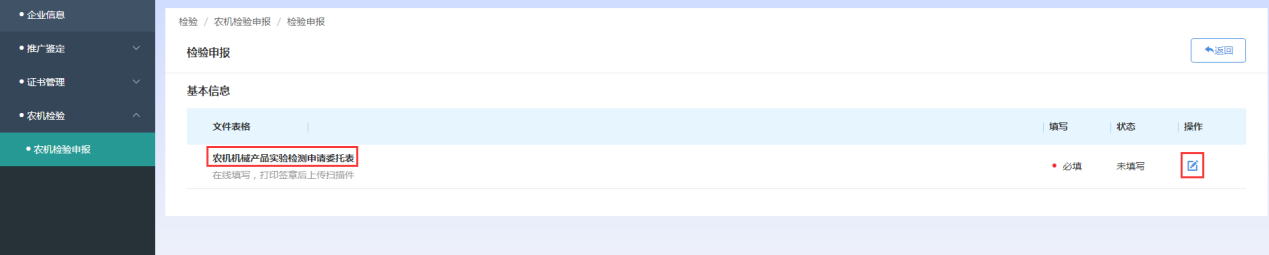 企业信息
推广鉴定
证书管理
农机检验
农机检验申报
检验 / 农机检验申报 / 检验申报
检验申报
返回
基本信息
文件表格 填写 状态 操作
农机机械产品实验检测申请委托表
在线填写，打印签章后上传扫描件
• 必填 未填写